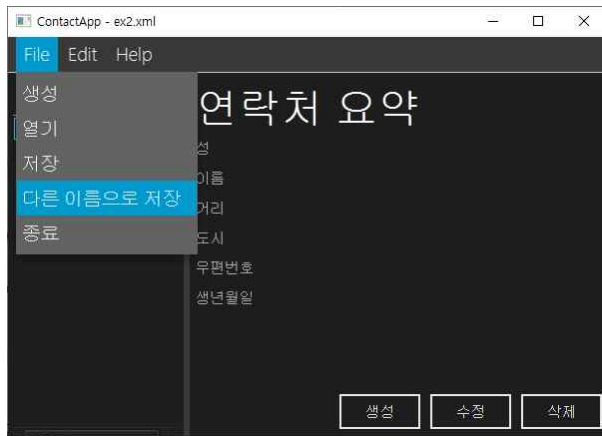 ContactApp - ex2.xml
File Edit Help
생성
열기
저장
다른 이름으로 저장
종료
연락처 요약
성
이름
거리
도시
우편번호
생년월일
생성 수정 삭제